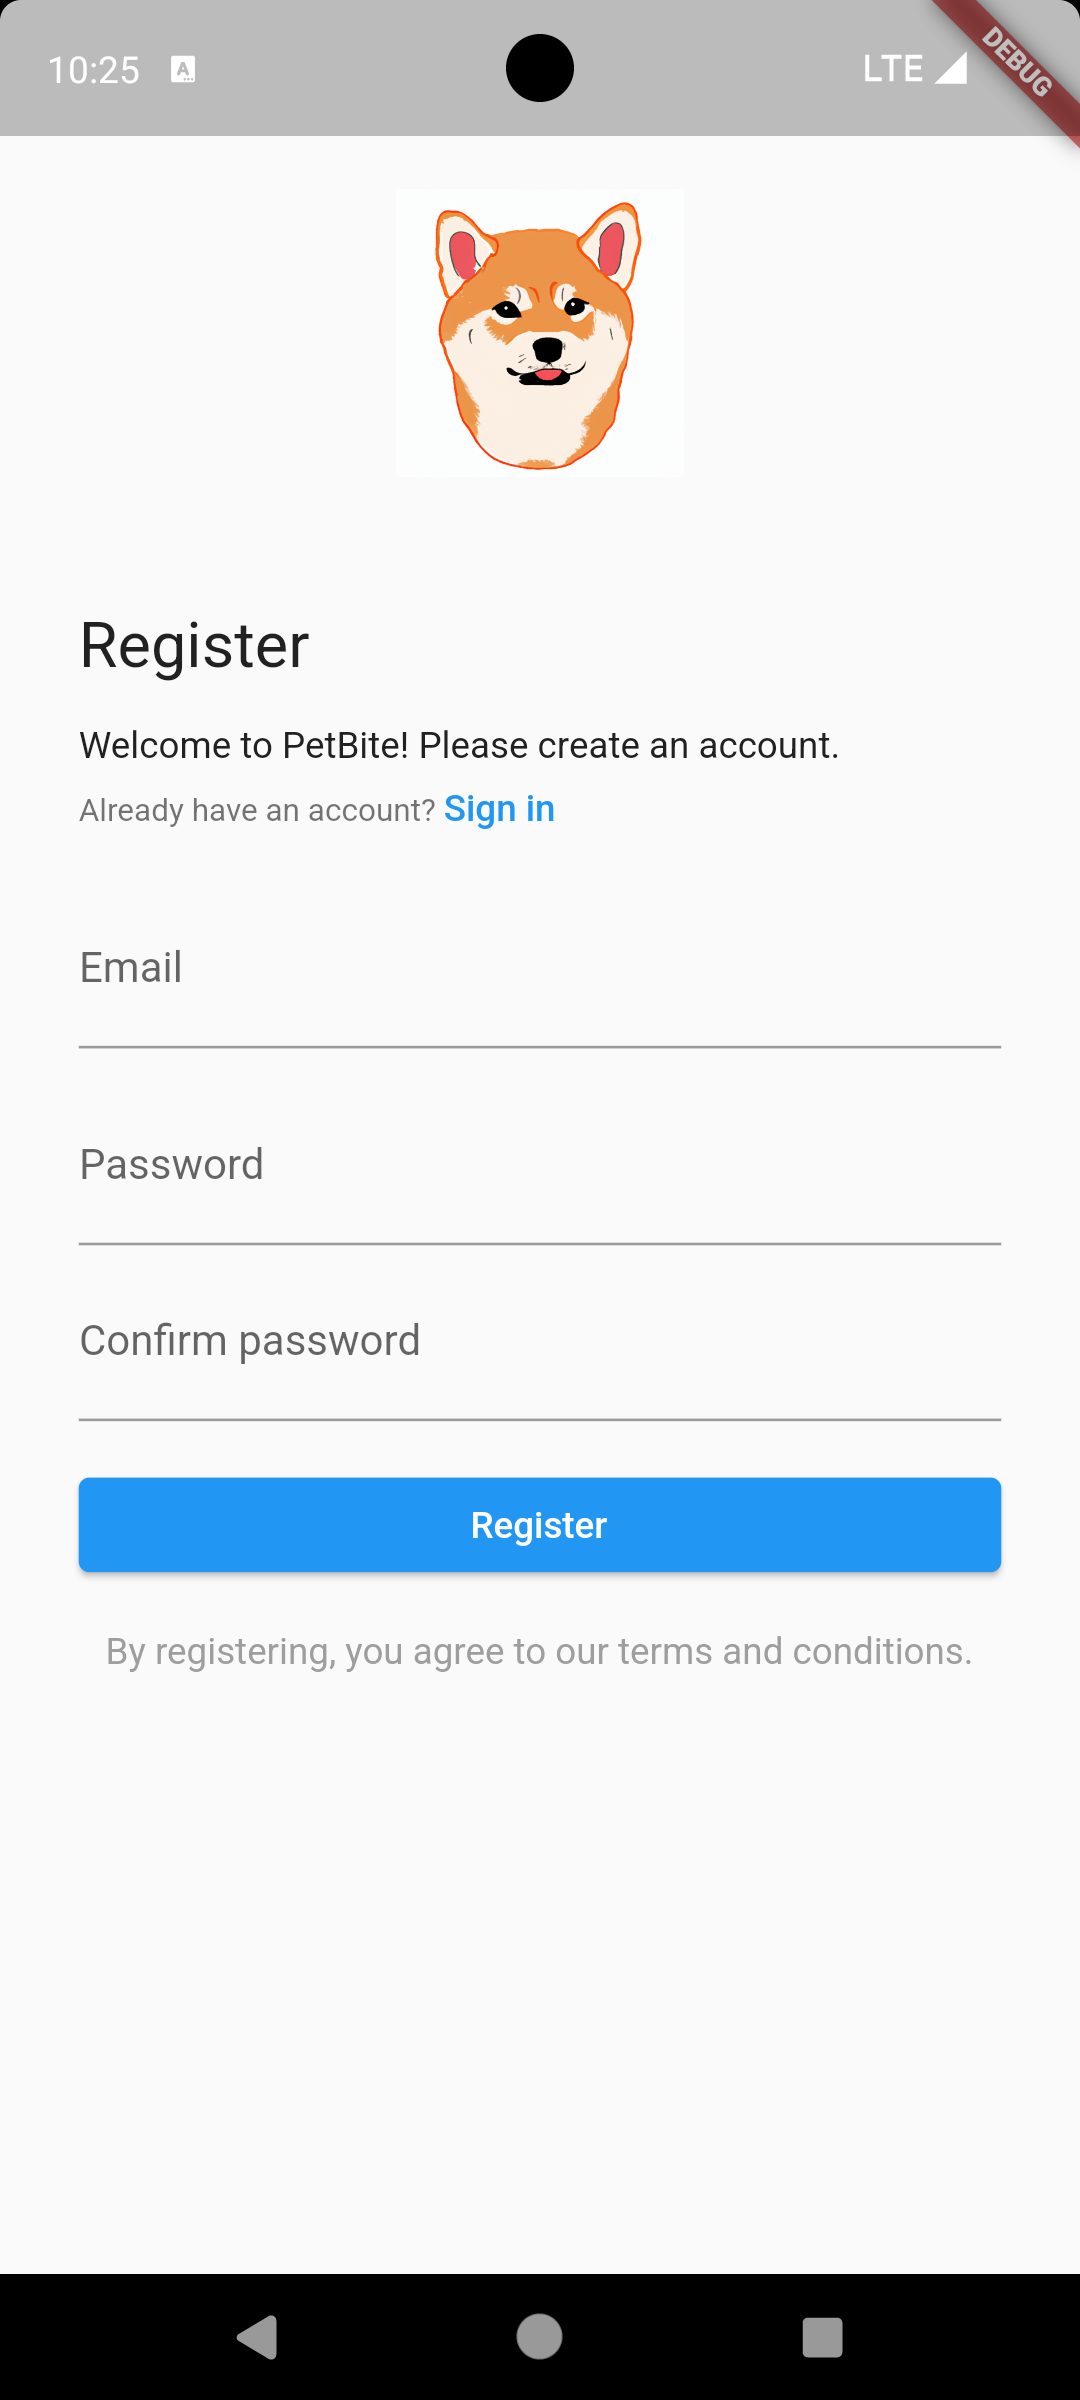 10:25
A
LTE
DEBUG
Register
Welcome to PetBite! Please create an account.
Already have an account? Sign in
Email
Password
Confirm password
Register
By registering, you agree to our terms and conditions.